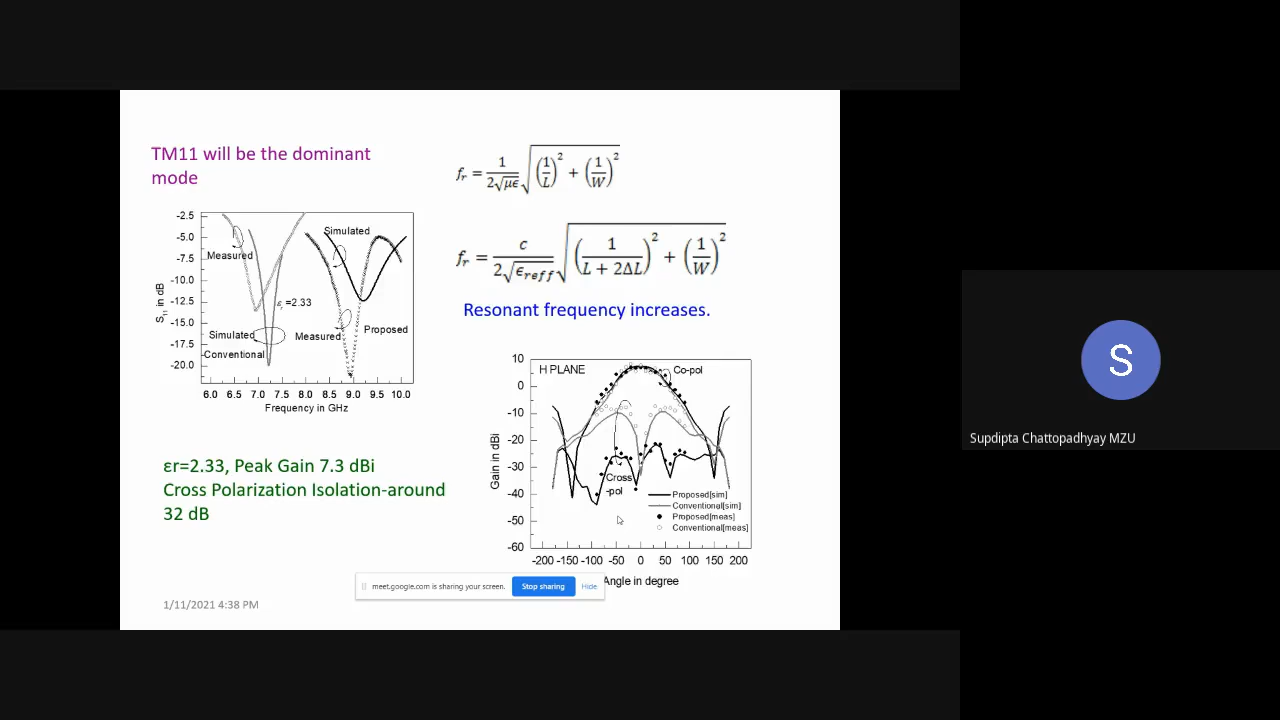 TM11 will be the dominant
mode
f_r = 1/(2√με) √((1/L)^2 + (1/W)^2)
f_r = c/(2√ϵ_reff) √((1/(L + 2ΔL))^2 + (1/W)^2)
Resonant frequency increases.
S11 in dB
-2.5
-5.0
-7.5
-10.0
-12.5
-15.0
-17.5
-20.0
Simulated
Measured
εr=2.33
Simulated
Measured
Proposed
Conventional
6.0 6.5 7.0 7.5 8.0 8.5 9.0 9.5 10.0
Frequency in GHz
H PLANE
Co-pol
Gain in dBi
10
0
-10
-20
-30
-40
-50
-60
Cross
-pol
Proposed[sim]
Conventional[sim]
Proposed[meas]
Conventional[meas]
-200 -150 -100 -50 0 50 100 150 200
Angle in degree
εr=2.33, Peak Gain 7.3 dBi
Cross Polarization Isolation-around
32 dB
meet.google.com is sharing your screen.
Stop sharing
Hide
1/11/2021 4:38 PM
S
Supdipta Chattopadhyay MZU